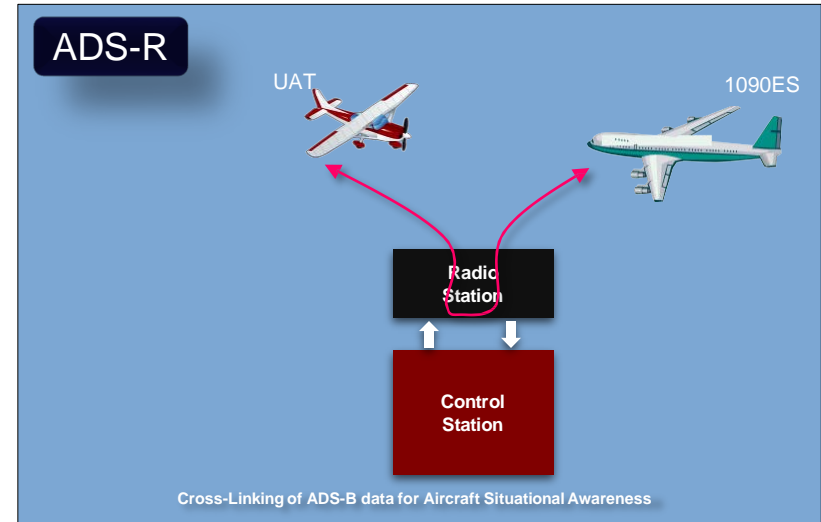 ADS-R
UAT
1090ES
Radio
Station
Control
Station
Cross-Linking of ADS-B data for Aircraft Situational Awareness